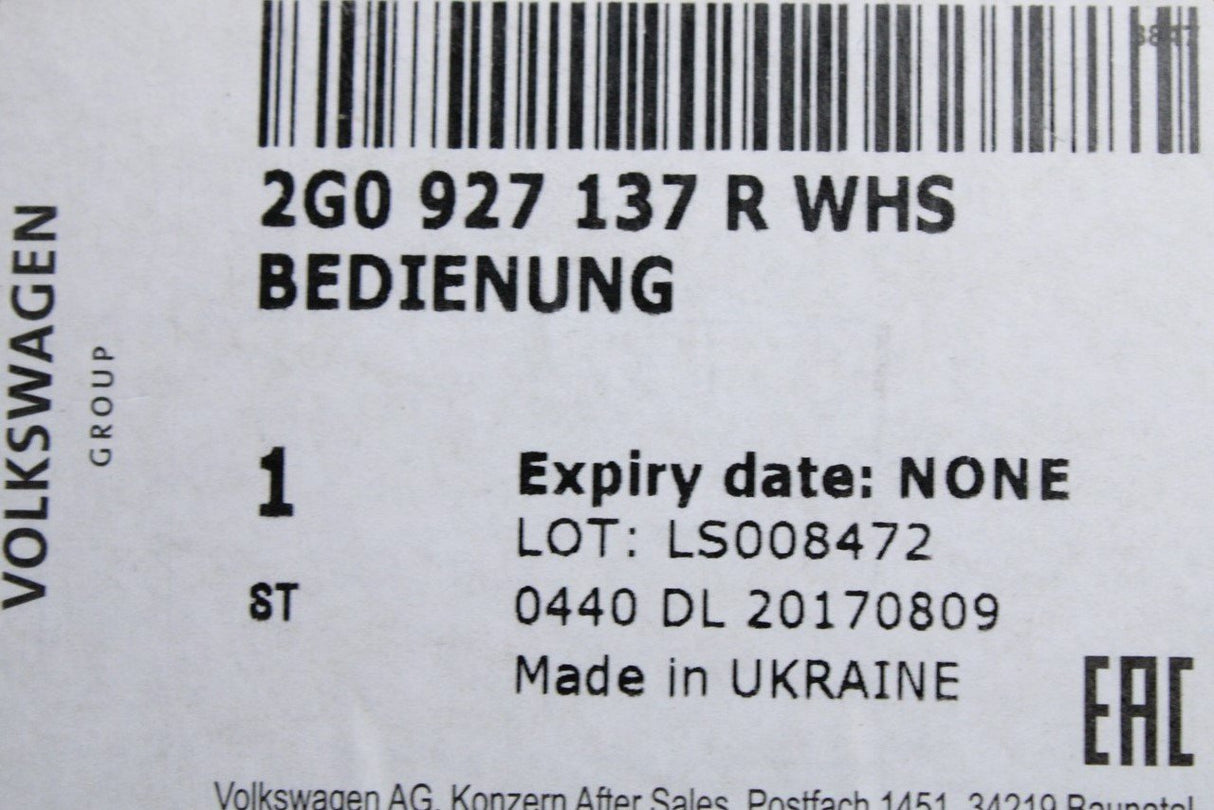 2G0 927 137 R WHS
BEDIENUNG
VOLKSWAGEN
GROUP
1
ST
Expiry date: NONE
LOT: LS008472
0440 DL 20170809
Made in UKRAINE
EAC
Volkswagen AG, Konzern After Sales, Postfach 1451, 34219